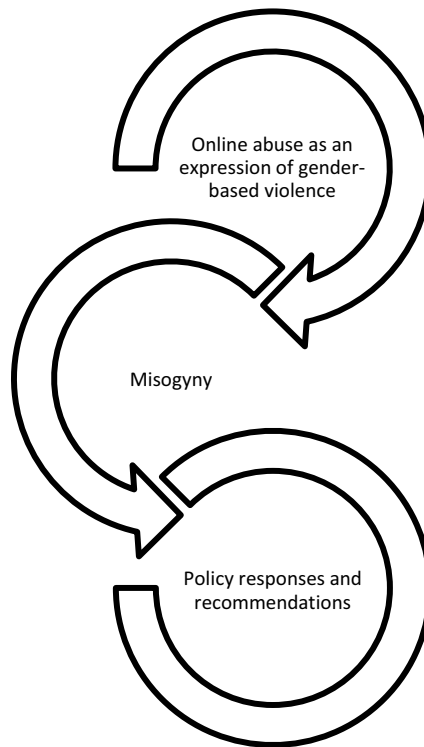 Online abuse as an
expression of gender-
based violence
Misogyny
Policy responses and
recommendations